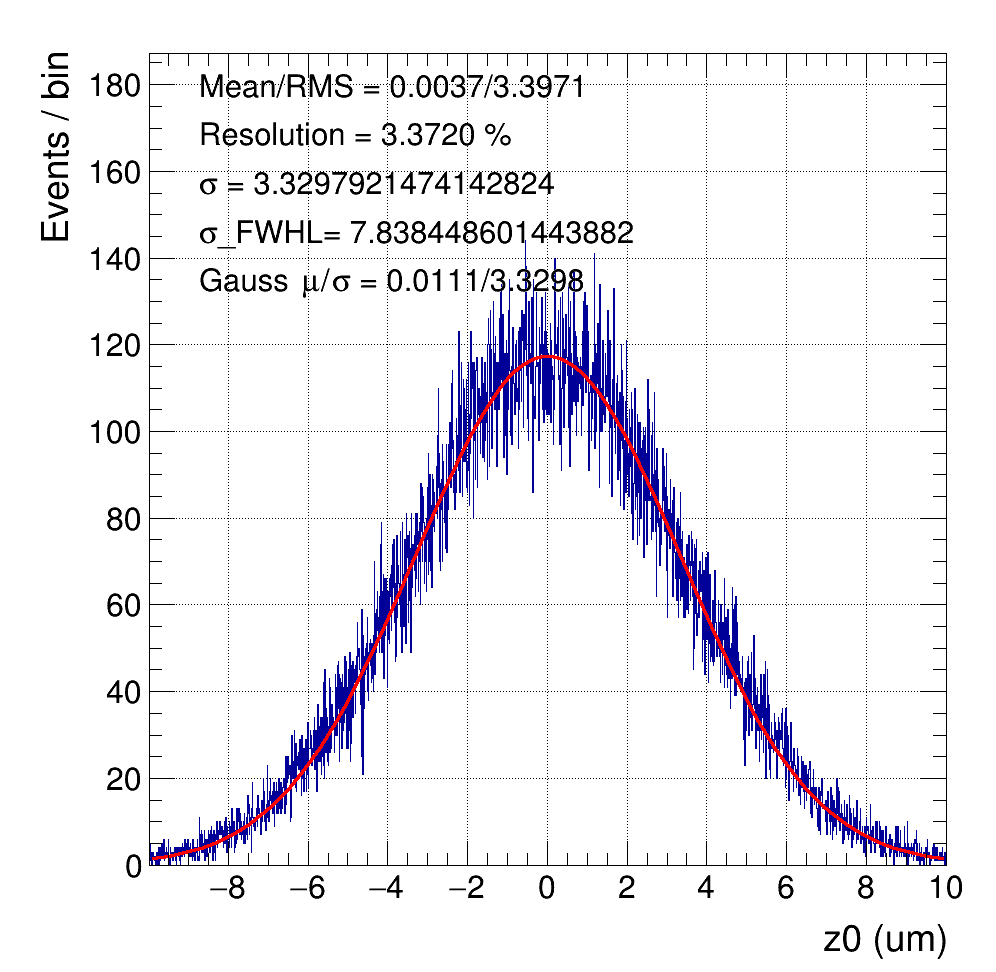 Events / bin
180
160
140
120
100
80
60
40
20
0
Mean/RMS = 0.0037/3.3971
Resolution = 3.3720 %
σ = 3.3297921474142824
σ_FWHL= 7.838448601443882
Gauss μ/σ = 0.0111/3.3298
−8 −6 −4 −2 0 2 4 6 8 10
z0 (um)